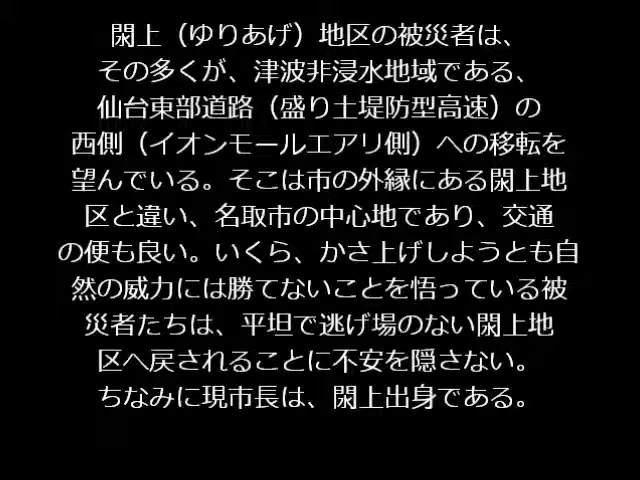 閖上（ゆりあげ）地区の被災者は、
その多くが、津波非浸水地域である、
仙台東部道路（盛り土堤防型高速）の
西側（イオンモールエアリ側）への移転を
望んでいる。そこは市の外縁にある閖上地
区と違い、名取市の中心地であり、交通
の便も良い。いくら、かさ上げしようとも自
然の威力には勝てないことを悟っている被
災者たちは、平坦で逃げ場のない閖上地
区へ戻されることに不安を隠さない。
ちなみに現市長は、閖上出身である。